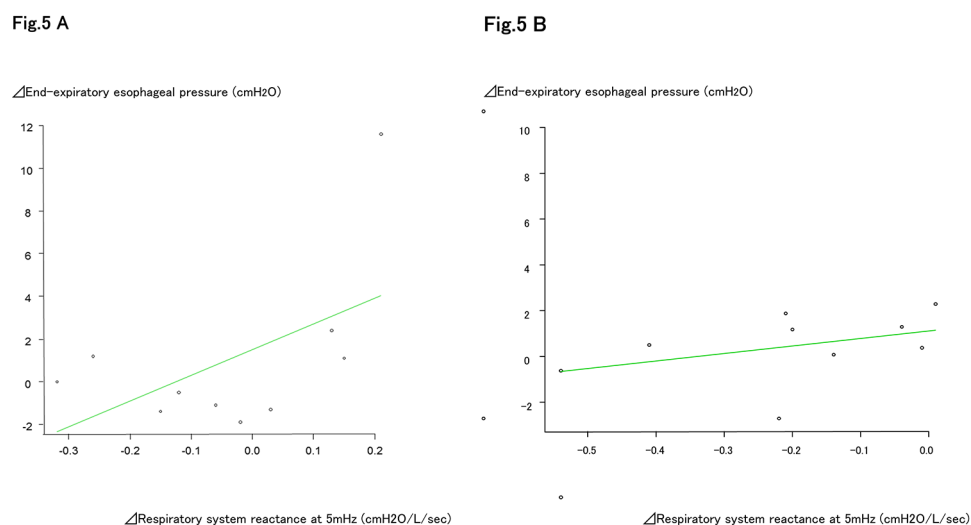 Fig.5 A
⊿End-expiratory esophageal pressure (cmH2O)
12
10
8
6
4
2
0
-2
-0.3 -0.2 -0.1 0.0 0.1 0.2
⊿Respiratory system reactance at 5mHz (cmH2O/L/sec)
Fig.5 B
⊿End-expiratory esophageal pressure (cmH2O)
10
8
6
4
2
0
-2
-0.5 -0.4 -0.3 -0.2 -0.1 0.0
⊿Respiratory system reactance at 5mHz (cmH2O/L/sec)